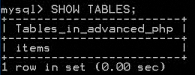 mysql> SHOW TABLES;
+------------------------+
| Tables_in_advanced_php |
+------------------------+
| items                  |
+------------------------+
1 row in set (0.00 sec)